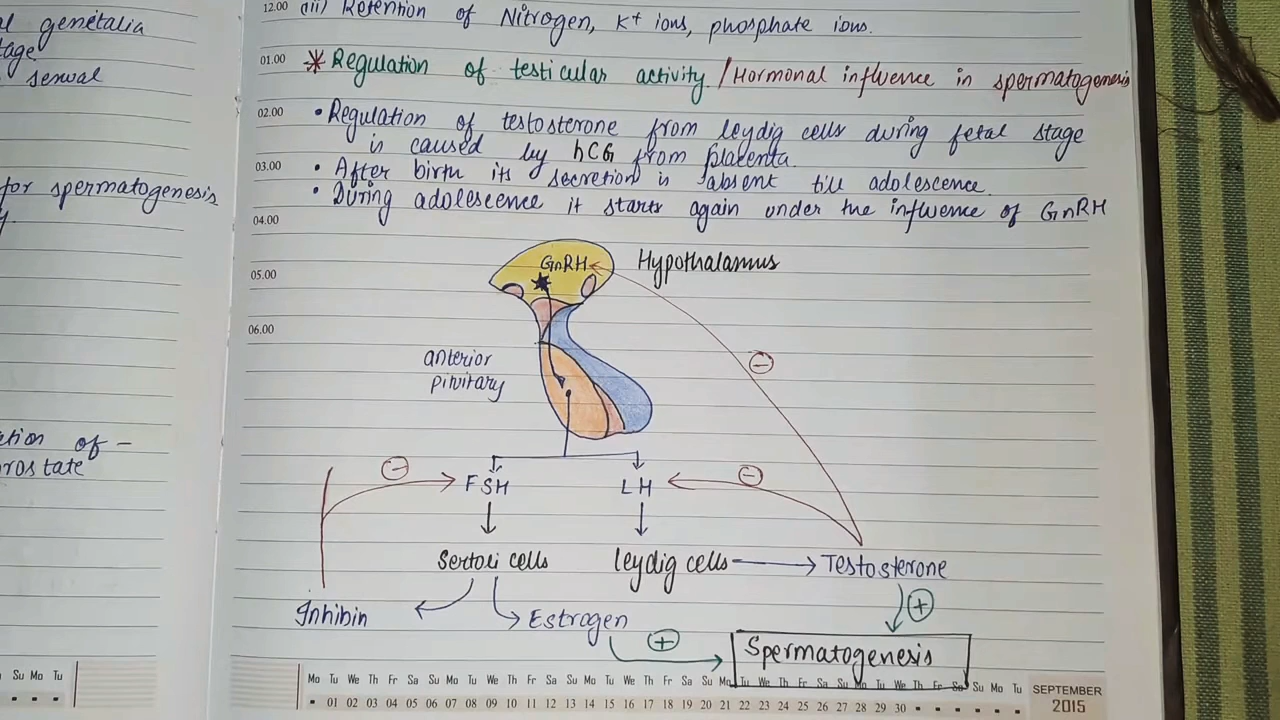 al genitalia
tage
sexual
for spermatogenesis
y.
ation of -
prostate
Su Mo Tu
12.00 (iii) Retention of Nitrogen, K+ ions, phosphate ions.
01.00 * Regulation of testicular activity / Hormonal influence in spermatogenesis
02.00 • Regulation of testosterone from leydig cells during fetal stage
is caused by hCG from placenta.
03.00 • After birth its secretion is absent till adolescence.
• During adolescence it starts again under the influence of GnRH
04.00
GnRH Hypothalamus
05.00
06.00
anterior
pituitary
⊖
⊖ ⊖
FSH LH
Sertoli cells leydig cells → Testosterone
⊕
Inhibin Estrogen
⊕
Spermatogenesis
Mo Tu We Th Fr Sa Su Mo Tu We Th Fr Sa Su Mo Tu We Th Fr Sa Su Mo Tu We Th Fr Sa Su Mo Tu We Th Fr Sa Su Mo Tu SEPTEMBER
01 02 03 04 05 06 07 08 09 10 11 12 13 14 15 16 17 18 19 20 21 22 23 24 25 26 27 28 29 30 2015